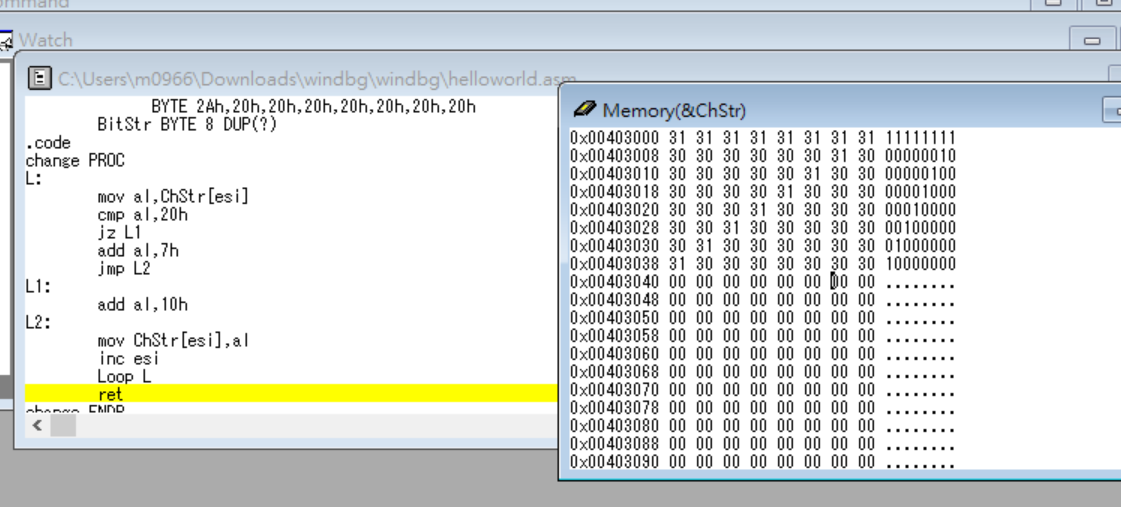 ommand
Watch
C:\Users\m0966\Downloads\windbg\windbg\helloworld.asm
BYTE 2Ah,20h,20h,20h,20h,20h,20h,20h
BitStr BYTE 8 DUP(?)
.code
change PROC
L:
mov al,ChStr[esi]
cmp al,20h
jz L1
add al,7h
jmp L2
L1:
add al,10h
L2:
mov ChStr[esi],al
inc esi
Loop L
ret
change ENDP
Memory(&ChStr)
0x00403000 31 31 31 31 31 31 31 31 11111111
0x00403008 30 30 30 30 30 30 31 30 00000010
0x00403010 30 30 30 30 30 31 30 30 00000100
0x00403018 30 30 30 30 31 30 30 30 00001000
0x00403020 30 30 30 31 30 30 30 30 00010000
0x00403028 30 30 31 30 30 30 30 30 00100000
0x00403030 30 31 30 30 30 30 30 30 01000000
0x00403038 31 30 30 30 30 30 30 30 10000000
0x00403040 00 00 00 00 00 00 00 00 ........
0x00403048 00 00 00 00 00 00 00 00 ........
0x00403050 00 00 00 00 00 00 00 00 ........
0x00403058 00 00 00 00 00 00 00 00 ........
0x00403060 00 00 00 00 00 00 00 00 ........
0x00403068 00 00 00 00 00 00 00 00 ........
0x00403070 00 00 00 00 00 00 00 00 ........
0x00403078 00 00 00 00 00 00 00 00 ........
0x00403080 00 00 00 00 00 00 00 00 ........
0x00403088 00 00 00 00 00 00 00 00 ........
0x00403090 00 00 00 00 00 00 00 00 ........